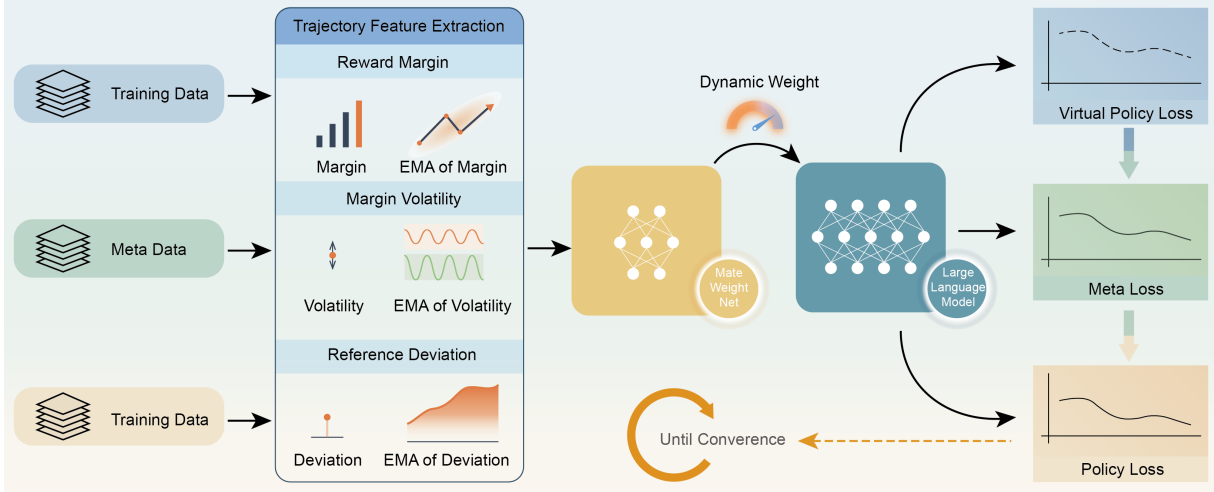 Training Data
Meta Data
Training Data
Trajectory Feature Extraction
Reward Margin
Margin
EMA of Margin
Margin Volatility
Volatility
EMA of Volatility
Reference Deviation
Deviation
EMA of Deviation
Mate
Weight
Net
Dynamic Weight
Large
Language
Model
Virtual Policy Loss
Meta Loss
Policy Loss
Until Converence